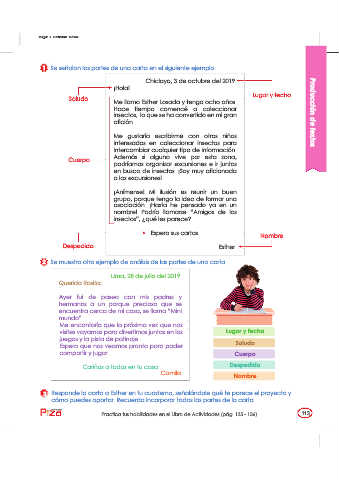 1 Se señalan las partes de una carta en el siguiente ejemplo:
Chiclayo, 3 de octubre del 2019
¡Hola!
Lugar y fecha
Saludo
Me llamo Esther Losada y tengo ocho años.
Hace tiempo comencé a coleccionar
insectos, lo que se ha convertido en mi gran
afición.
Me gustaría escribirme con otros niños
interesados en coleccionar insectos para
intercambiar cualquier tipo de información.
Cuerpo
Además si alguno vive por esta zona,
podríamos organizar excursiones e ir juntos
en busca de insectos. ¡Soy muy aficionada
a las excursiones!
¡Anímense! Mi ilusión es reunir un buen
grupo, porque tengo la idea de formar una
asociación. ¡Hasta he pensado ya en un
nombre! Podría llamarse "Amigos de los
insectos", ¿qué les parece?
• Espero sus cartas
Nombre
Despedida
Esther
Producción de textos
2 Se muestra otro ejemplo de análisis de las partes de una carta
Lima, 28 de julio del 2019
Querida Rosita:
Ayer fui de paseo con mis padres y
hermanos a un parque precioso que se
encuentra cerca de mi casa, se llama "Mini
mundo"
Me encantaría que la próxima vez que nos
visites vayamos para divertirnos juntas en los
juegos y la pista de patinaje.
Espero que nos veamos pronto para poder
compartir y jugar.
Cariños a todos en tu casa
Camila
Lugar y fecha
Saludo
Cuerpo
Despedida
Nombre
3 Responde la carta a Esther en tu cuaderno, señalándole qué te parece el proyecto y
cómo puedes aportar. Recuerda incorporar todas las partes de la carta.
Practica tus habilidades en el Libro de Actividades (pág. 133 - 136)
113